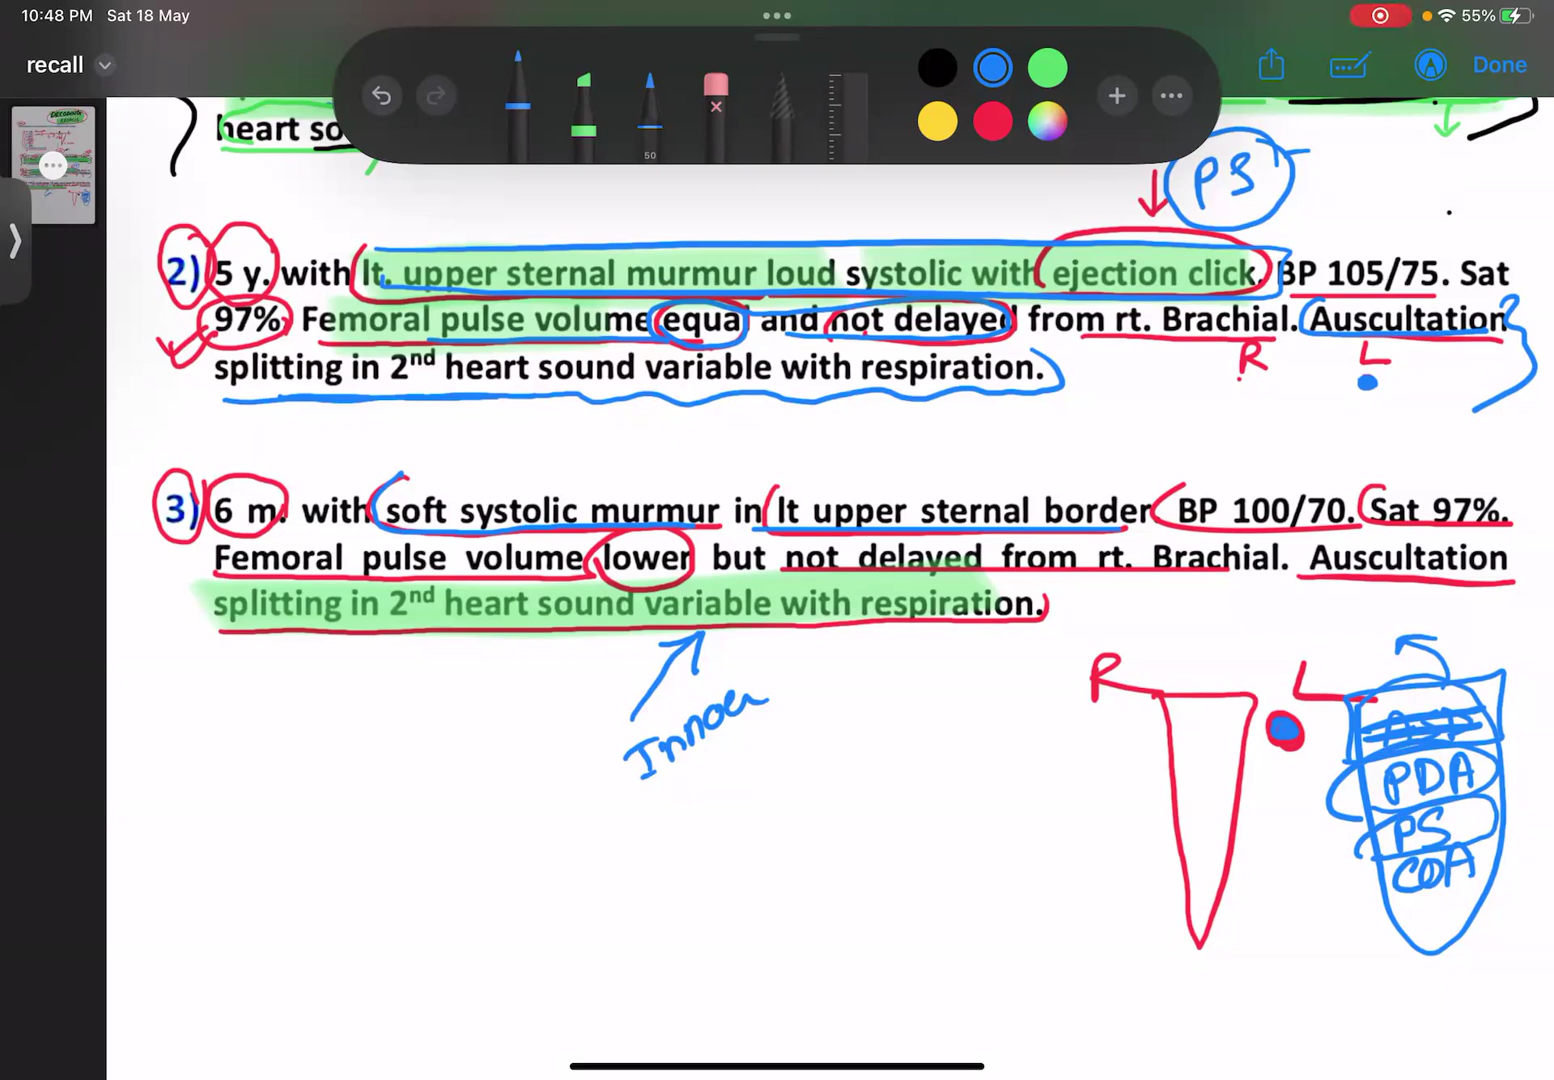 10:48 PM Sat 18 May
55%
recall
Done
50
heart so
PS
2) 5 y. with lt. upper sternal murmur loud systolic with ejection click. BP 105/75. Sat
97%. Femoral pulse volume equal and not delayed from rt. Brachial. Auscultation
splitting in 2nd heart sound variable with respiration.
R L
3) 6 m. with soft systolic murmur in lt upper sternal border. BP 100/70. Sat 97%.
Femoral pulse volume lower but not delayed from rt. Brachial. Auscultation
splitting in 2nd heart sound variable with respiration.
R L
Innoce
PDA
PS
COA